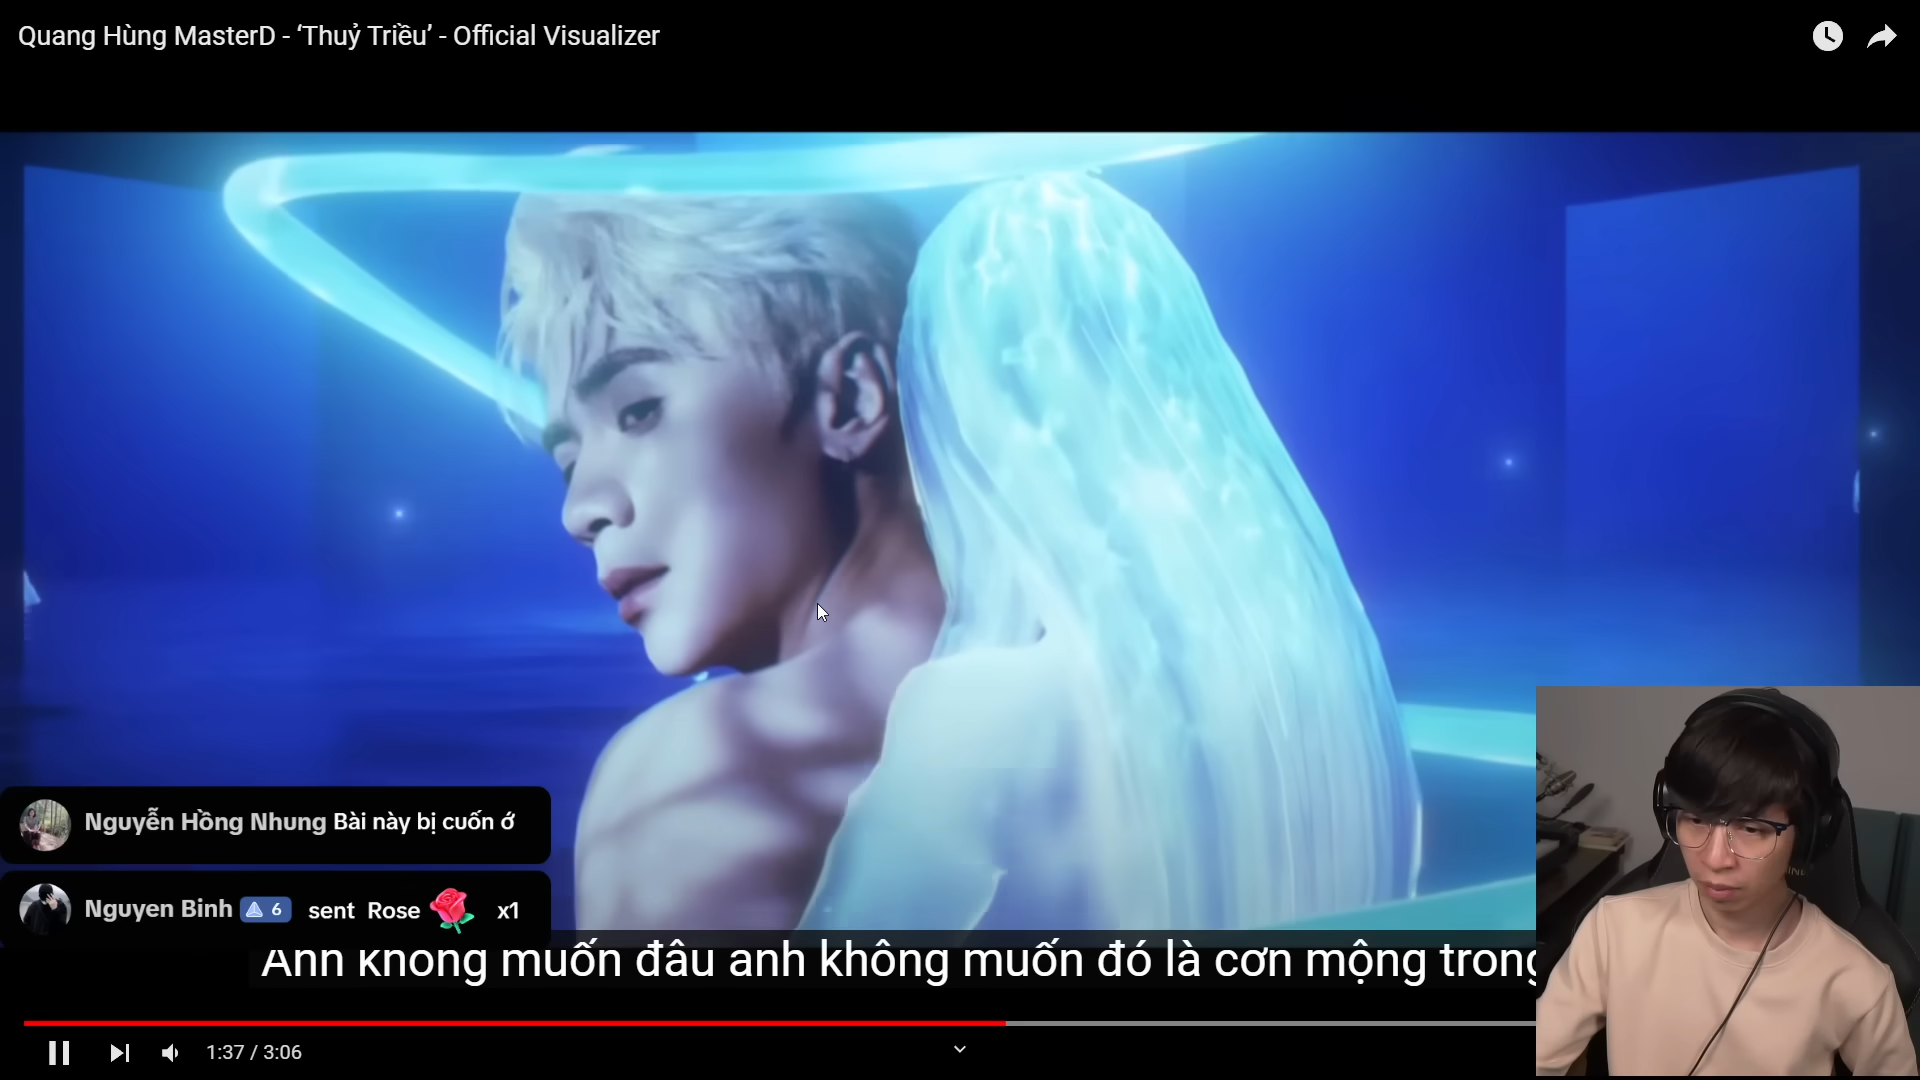 Quang Hùng MasterD - ‘Thuỷ Triều’ - Official Visualizer
Nguyễn Hồng Nhung Bài này bị cuốn ớ
Nguyen Binh 6 sent Rose x1
Anh không muốn đâu anh không muốn đó là cơn mộng trong
1:37 / 3:06